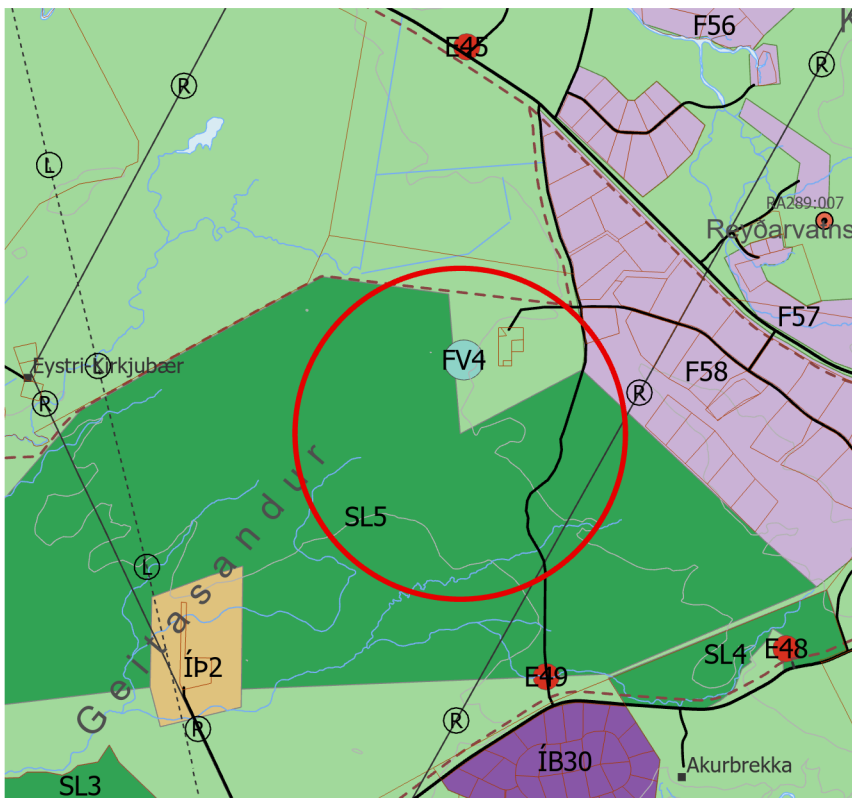 F56
K
E45
R
R
L
RA289:007
Reyðarvatns
F57
FV4
L
Eystri-Kirkjubær
F58
R
R
SL5
Geitasandur
L
ÍÞ2
SL4
E48
E49
R
R
ÍB30
Akurbrekka
SL3